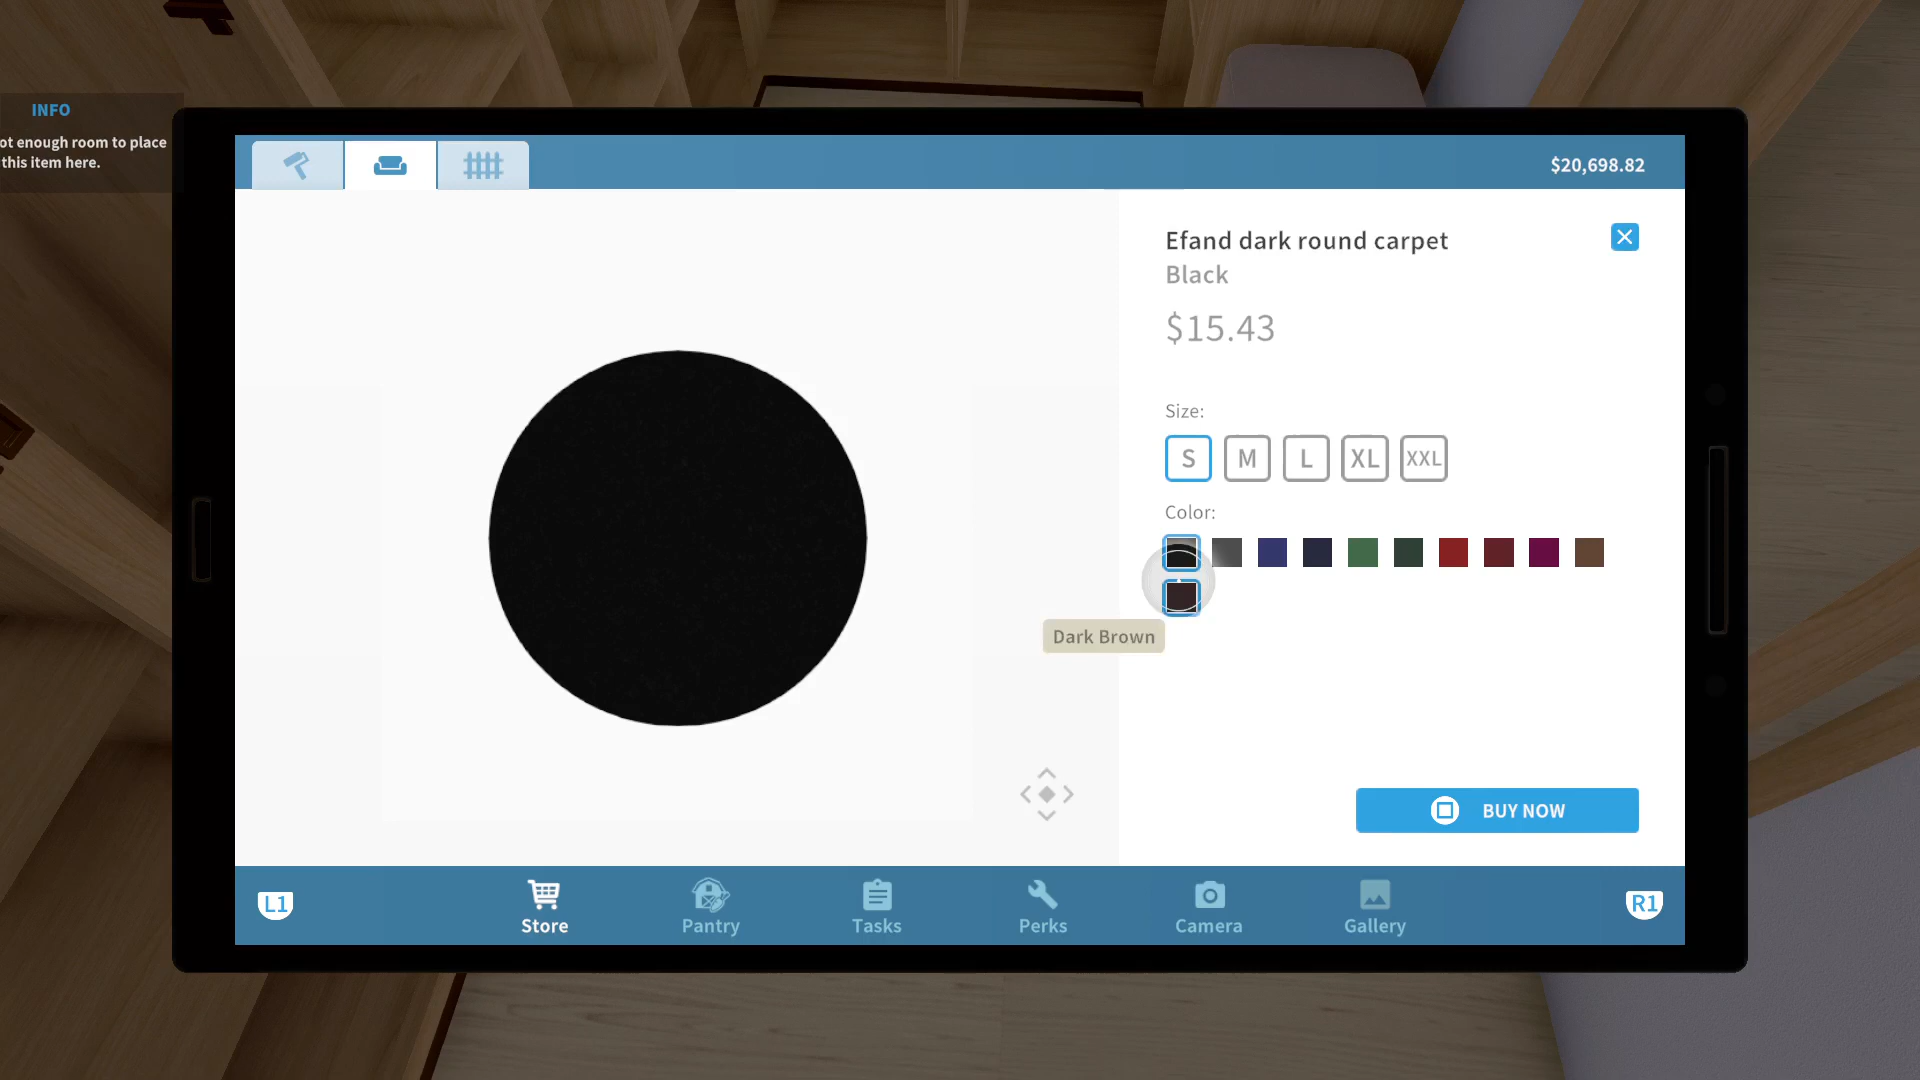 INFO
ot enough room to place
this item here.
$20,698.82
Efand dark round carpet
Black
$15.43
Size:
S M L XL XXL
Color:
Dark Brown
BUY NOW
L1 Store Pantry Tasks Perks Camera Gallery R1